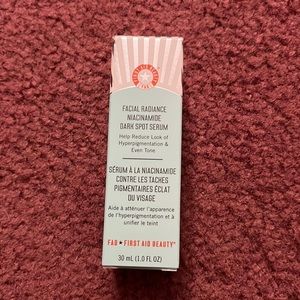 FACIAL RADIANCE
NIACINAMIDE
DARK SPOT SERUM
Help Reduce Look of
Hyperpigmentation &
Even Tone
SÉRUM À LA NIACINAMIDE
CONTRE LES TACHES
PIGMENTAIRES ÉCLAT
DU VISAGE
Aide à atténuer l'apparence
de l'hyperpigmentation et à
unifier le teint
FAB ★ FIRST AID BEAUTY
30 mL (1.0 FL OZ)